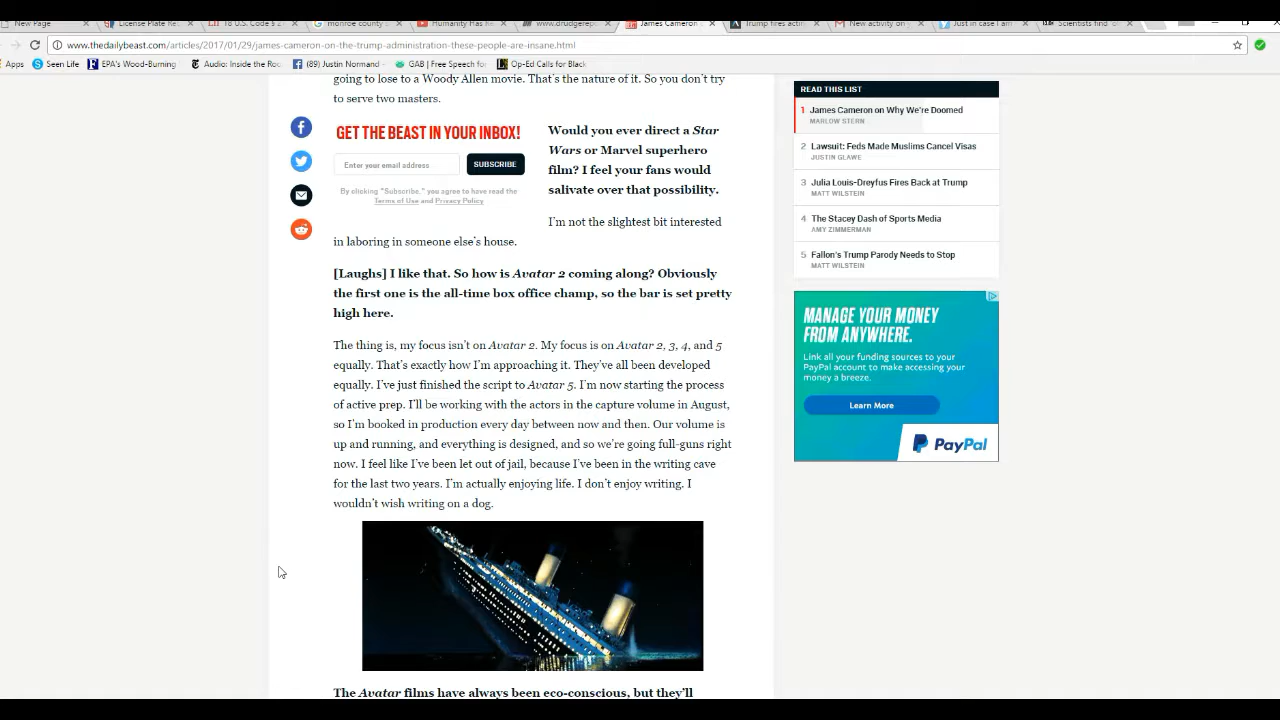 New Page
License Plate Re
18 U.S. Code § 2
monroe county s
Humanity Has Re
www.drudgerepo
James Cameron
Trump fires acti
New activity on
Just in case I am
Scientists find 'o
www.thedailybeast.com/articles/2017/01/29/james-cameron-on-the-trump-administration-these-people-are-insane.html
Apps
Seen Life
EPA's Wood-Burning
Audio: Inside the Ro
(89) Justin Normand -
GAB | Free Speech fo
Op-Ed Calls for Black
going to lose to a Woody Allen movie. That's the nature of it. So you don't try
to serve two masters.
GET THE BEAST IN YOUR INBOX!
Enter your email address
SUBSCRIBE
By clicking "Subscribe," you agree to have read the
Terms of Use and Privacy Policy
Would you ever direct a Star
Wars or Marvel superhero
film? I feel your fans would
salivate over that possibility.
I'm not the slightest bit interested
in laboring in someone else's house.
[Laughs] I like that. So how is Avatar 2 coming along? Obviously
the first one is the all-time box office champ, so the bar is set pretty
high here.
The thing is, my focus isn't on Avatar 2. My focus is on Avatar 2, 3, 4, and 5
equally. That's exactly how I'm approaching it. They've all been developed
equally. I've just finished the script to Avatar 5. I'm now starting the process
of active prep. I'll be working with the actors in the capture volume in August,
so I'm booked in production every day between now and then. Our volume is
up and running, and everything is designed, and so we're going full-guns right
now. I feel like I've been let out of jail, because I've been in the writing cave
for the last two years. I'm actually enjoying life. I don't enjoy writing. I
wouldn't wish writing on a dog.
The Avatar films have always been eco-conscious, but they'll
READ THIS LIST
1 James Cameron on Why We're Doomed
MARLOW STERN
2 Lawsuit: Feds Made Muslims Cancel Visas
JUSTIN GLAWE
3 Julia Louis-Dreyfus Fires Back at Trump
MATT WILSTEIN
4 The Stacey Dash of Sports Media
AMY ZIMMERMAN
5 Fallon's Trump Parody Needs to Stop
MATT WILSTEIN
MANAGE YOUR MONEY
FROM ANYWHERE.
Link all your funding sources to your
PayPal account to make accessing your
money a breeze.
Learn More
PayPal